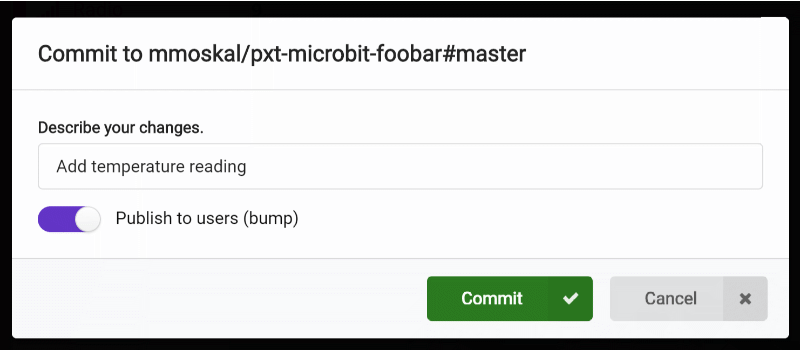 Commit to mmoskal/pxt-microbit-foobar#master
Describe your changes.
Add temperature reading
Publish to users (bump)
Commit
Cancel